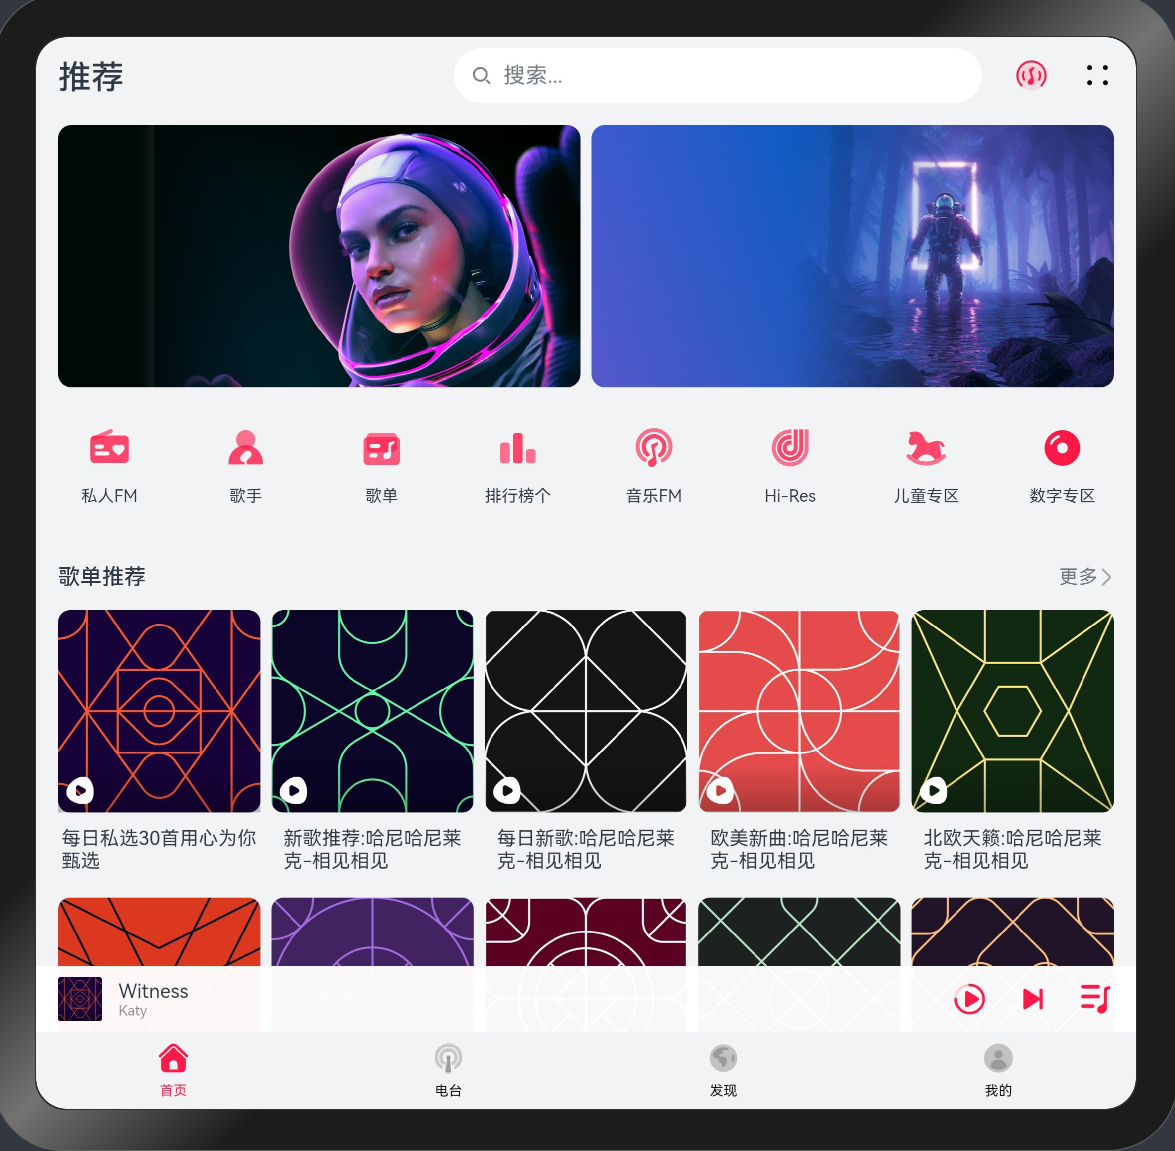 推荐
搜索...
私人FM
歌手
歌单
排行榜个
音乐FM
Hi-Res
儿童专区
数字专区
歌单推荐
更多
每日私选30首用心为你
甄选
新歌推荐:哈尼哈尼莱
克-相见相见
每日新歌:哈尼哈尼莱
克-相见相见
欧美新曲:哈尼哈尼莱
克-相见相见
北欧天籁:哈尼哈尼莱
克-相见相见
Witness
Katy
首页
电台
发现
我的